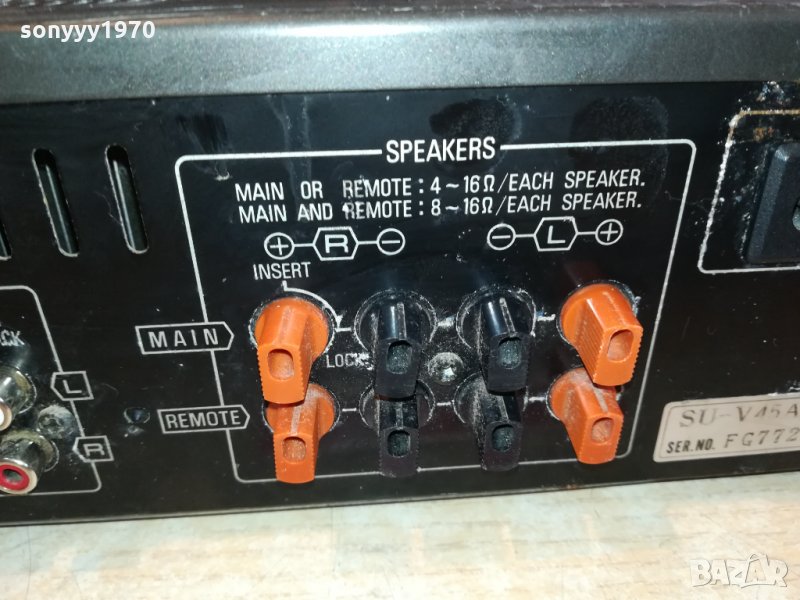 sonyyy1970
SPEAKERS
MAIN OR REMOTE : 4~16Ω/EACH SPEAKER.
MAIN AND REMOTE : 8~16Ω/EACH SPEAKER.
⊕ R ⊖ ⊖ L ⊕
INSERT
MAIN
LOCK
REMOTE
L
R
SU-V45A
SER.NO. FG772
BAZAR